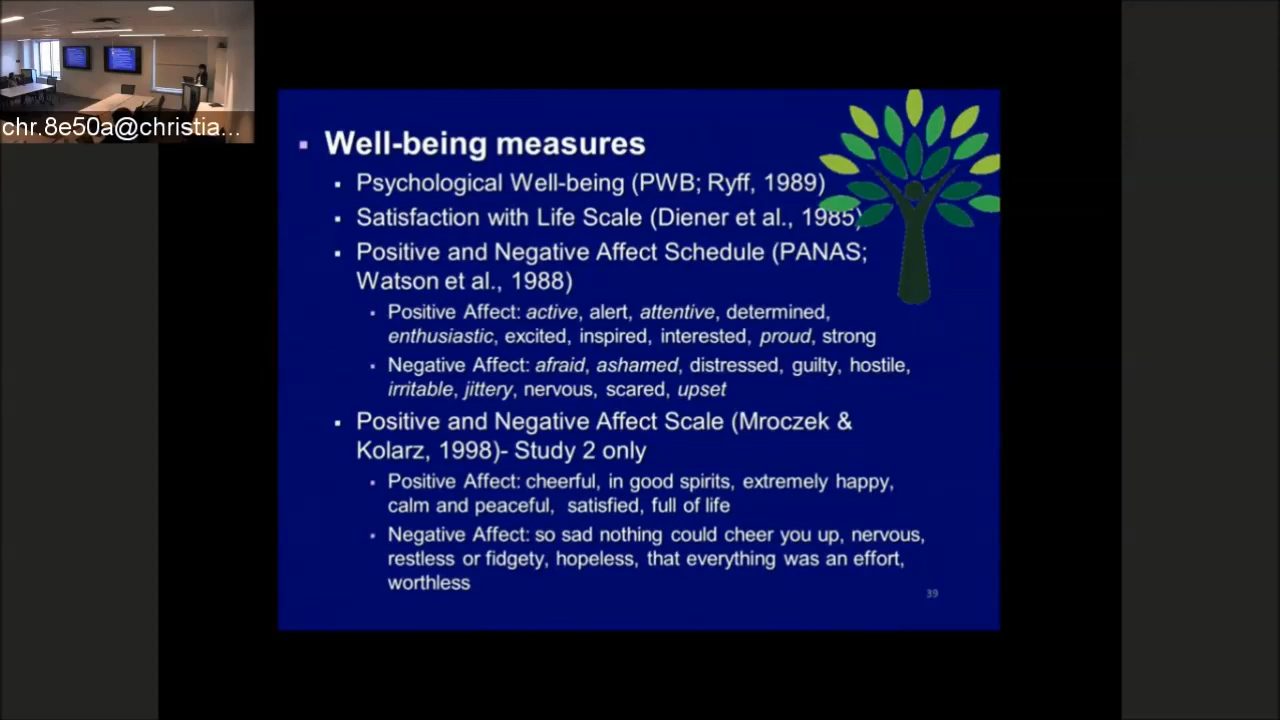 chr.8e50a@christia...
Well-being measures
Psychological Well-being (PWB; Ryff, 1989)
Satisfaction with Life Scale (Diener et al., 1985)
Positive and Negative Affect Schedule (PANAS;
Watson et al., 1988)
Positive Affect: active, alert, attentive, determined,
enthusiastic, excited, inspired, interested, proud, strong
Negative Affect: afraid, ashamed, distressed, guilty, hostile,
irritable, jittery, nervous, scared, upset
Positive and Negative Affect Scale (Mroczek &
Kolarz, 1998)- Study 2 only
Positive Affect: cheerful, in good spirits, extremely happy,
calm and peaceful, satisfied, full of life
Negative Affect: so sad nothing could cheer you up, nervous,
restless or fidgety, hopeless, that everything was an effort,
worthless
39